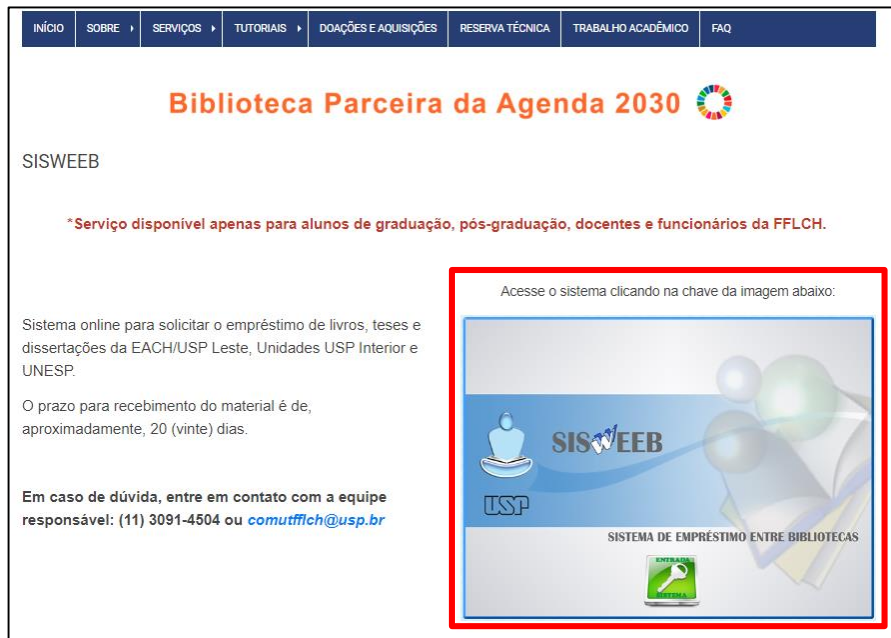 INÍCIO SOBRE SERVIÇOS TUTORIAIS DOAÇÕES E AQUISIÇÕES RESERVA TÉCNICA TRABALHO ACADÊMICO FAQ
Biblioteca Parceira da Agenda 2030
SISWEEB
*Serviço disponível apenas para alunos de graduação, pós-graduação, docentes e funcionários da FFLCH.
Sistema online para solicitar o empréstimo de livros, teses e
dissertações da EACH/USP Leste, Unidades USP Interior e
UNESP.
O prazo para recebimento do material é de,
aproximadamente, 20 (vinte) dias.
Em caso de dúvida, entre em contato com a equipe
responsável: (11) 3091-4504 ou comutfflch@usp.br
Acesse o sistema clicando na chave da imagem abaixo:
SISWEEB
USP
SISTEMA DE EMPRÉSTIMO ENTRE BIBLIOTECAS
ENTRADA
SISTEMA